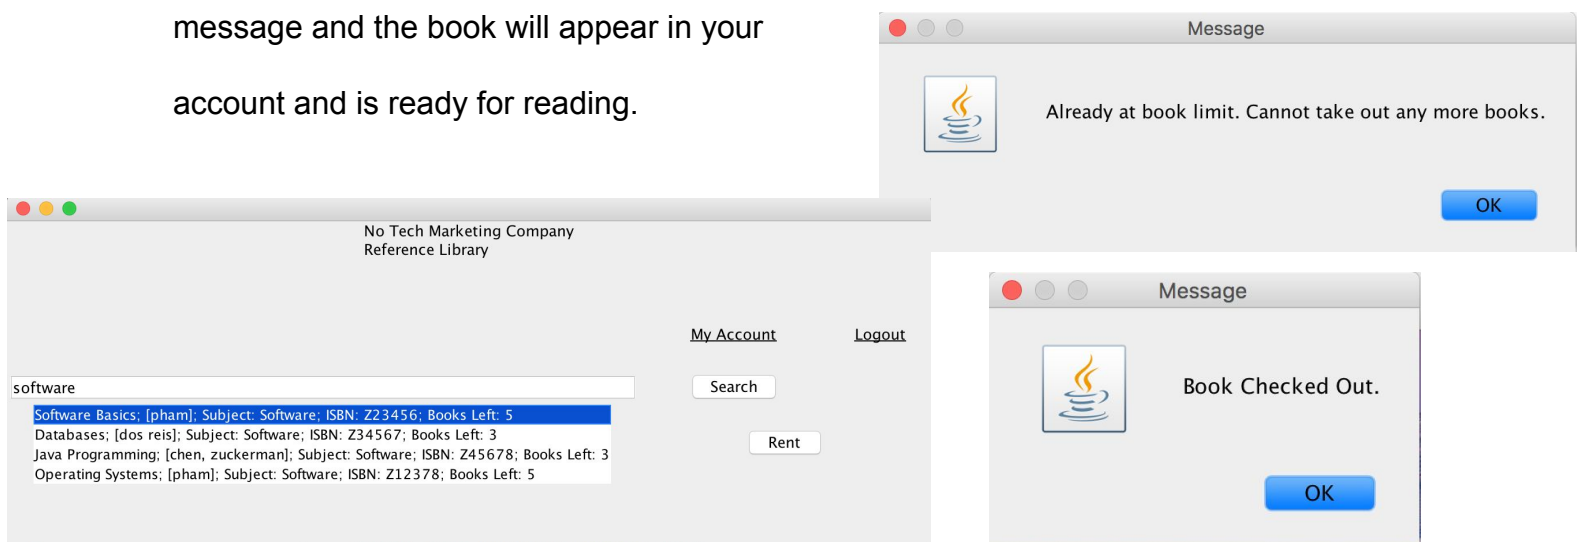 message and the book will appear in your
account and is ready for reading.
Message
Already at book limit. Cannot take out any more books.
OK
No Tech Marketing Company
Reference Library
My Account
Logout
software
Search
Software Basics; [pham]; Subject: Software; ISBN: Z23456; Books Left: 5
Databases; [dos reis]; Subject: Software; ISBN: Z34567; Books Left: 3
Java Programming; [chen, zuckerman]; Subject: Software; ISBN: Z45678; Books Left: 3
Operating Systems; [pham]; Subject: Software; ISBN: Z12378; Books Left: 5
Rent
Message
Book Checked Out.
OK